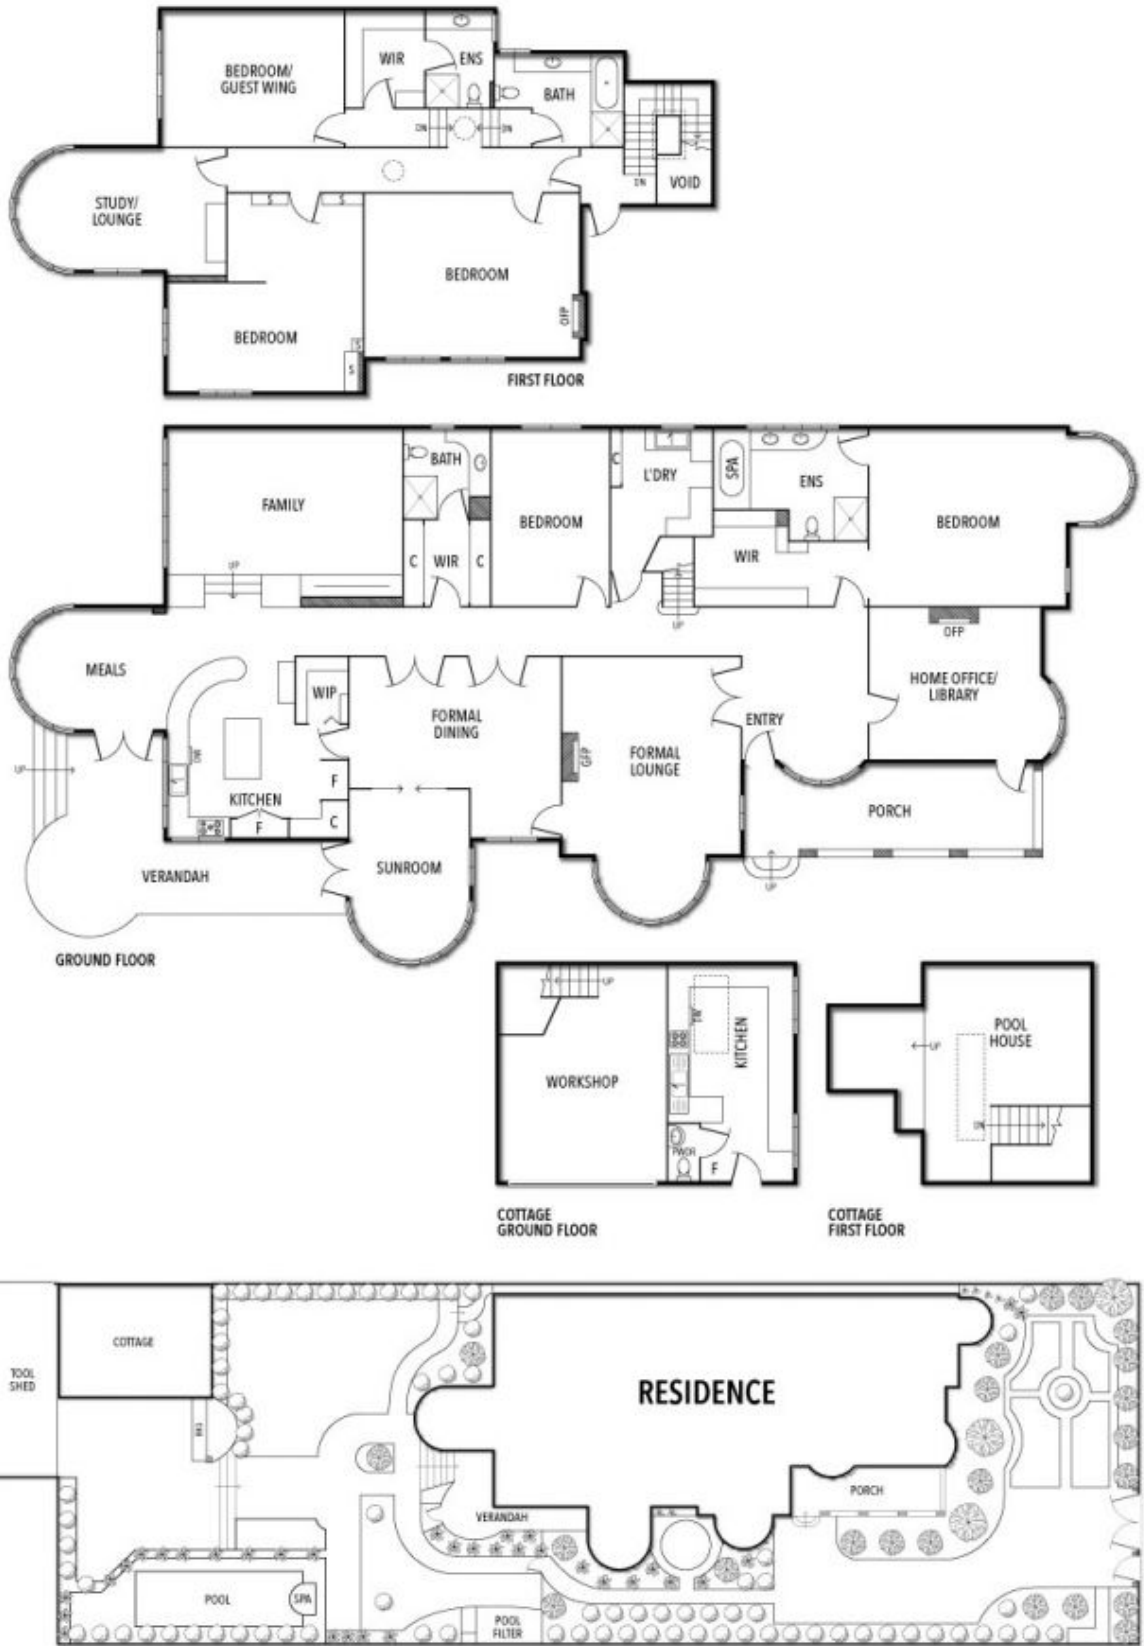 BEDROOM/
GUEST WING
WIR
ENS
BATH
DN
DN
DN
VOID
STUDY/
LOUNGE
S
S
BEDROOM
OFP
BEDROOM
S
S
FIRST FLOOR
FAMILY
UP
BATH
C
WIR
C
BEDROOM
C
L'DRY
UP
SPA
ENS
WIR
BEDROOM
OFP
MEALS
WIP
FORMAL
DINING
HOME OFFICE/
LIBRARY
ENTRY
GFP
FORMAL
LOUNGE
UP
DW
KITCHEN
F
F
C
PORCH
VERANDAH
SUNROOM
UP
GROUND FLOOR
UP
WORKSHOP
KITCHEN
PWDR
F
COTTAGE
GROUND FLOOR
POOL
HOUSE
UP
DN
COTTAGE
FIRST FLOOR
COTTAGE
TOOL
SHED
BBQ
RESIDENCE
PORCH
VERANDAH
POOL
SPA
POOL
FILTER